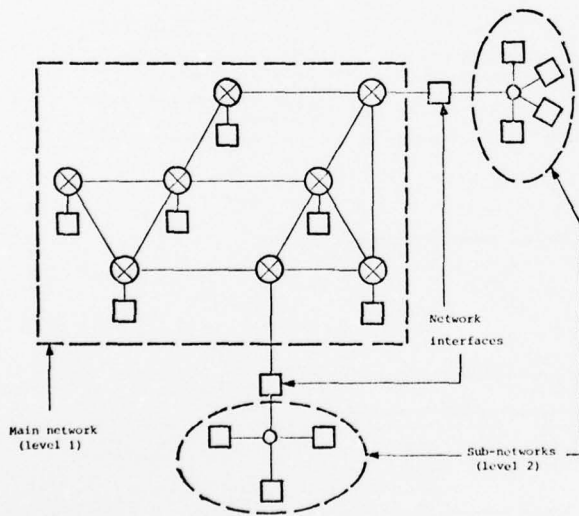 Network
interfaces
Main network
(level 1)
Sub-networks
(level 2)